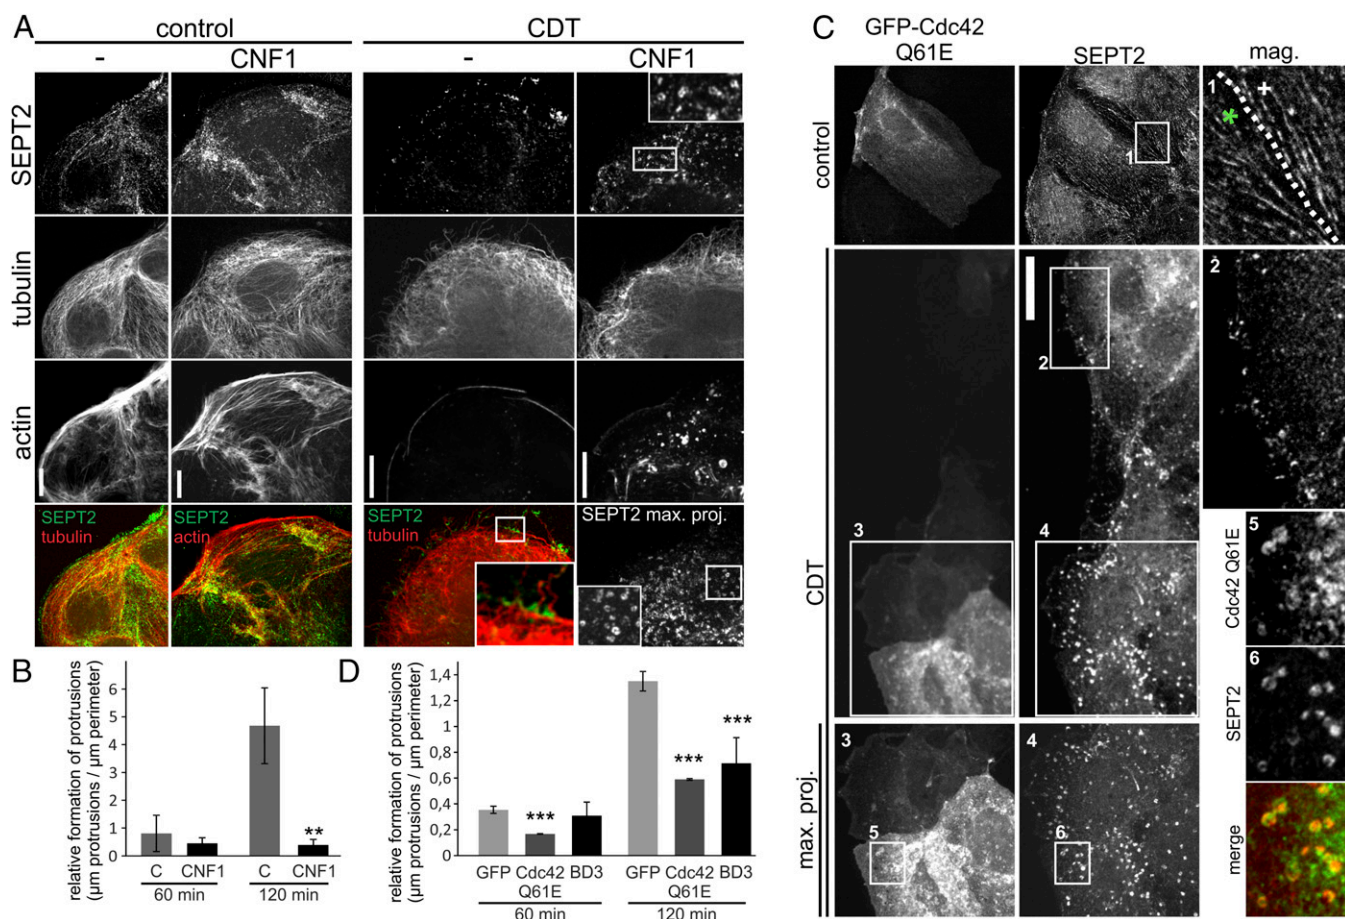 A
control
CDT
-
CNF1
-
CNF1
SEPT2
tubulin
actin
SEPT2
tubulin
SEPT2
actin
SEPT2
tubulin
SEPT2 max. proj.
B
relative formation of protrusions
(µm protrusions / µm perimeter)
6
5
4
3
2
1
0
**
C
CNF1
C
CNF1
60 min
120 min
D
relative formation of protrusions
(µm protrusions / µm perimeter)
1,4
1,2
1
0,8
0,6
0,4
0,2
0
***
***
***
GFP
Cdc42
Q61E
BD3
GFP
Cdc42
Q61E
BD3
60 min
120 min
C
GFP-Cdc42
Q61E
SEPT2
mag.
control
1
1
*
+
CDT
2
2
3
4
5
Cdc42 Q61E
6
SEPT2
max. proj.
3
4
5
6
merge